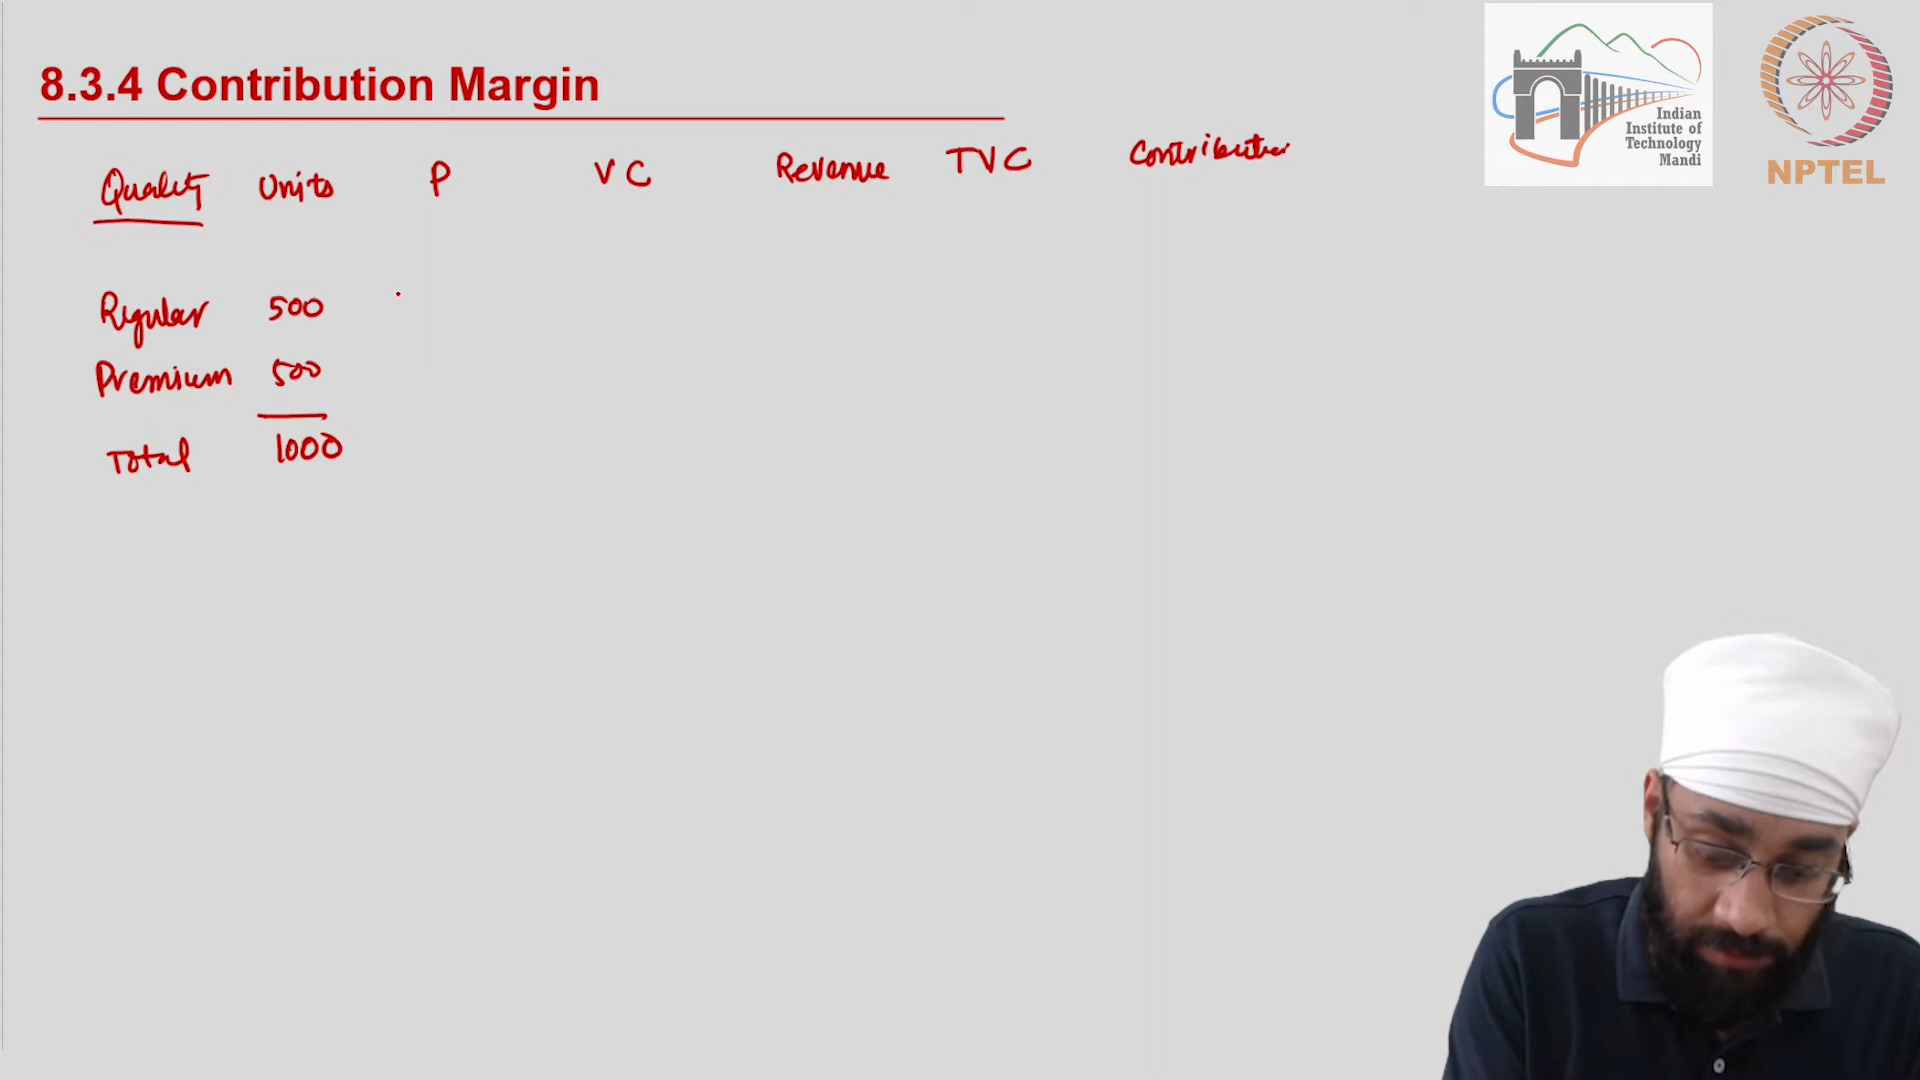 8.3.4 Contribution Margin
Indian
Institute of
Technology
Mandi
NPTEL
Quality Units P VC Revenue TVC Contribution
Regular 500
Premium 500
Total 1000